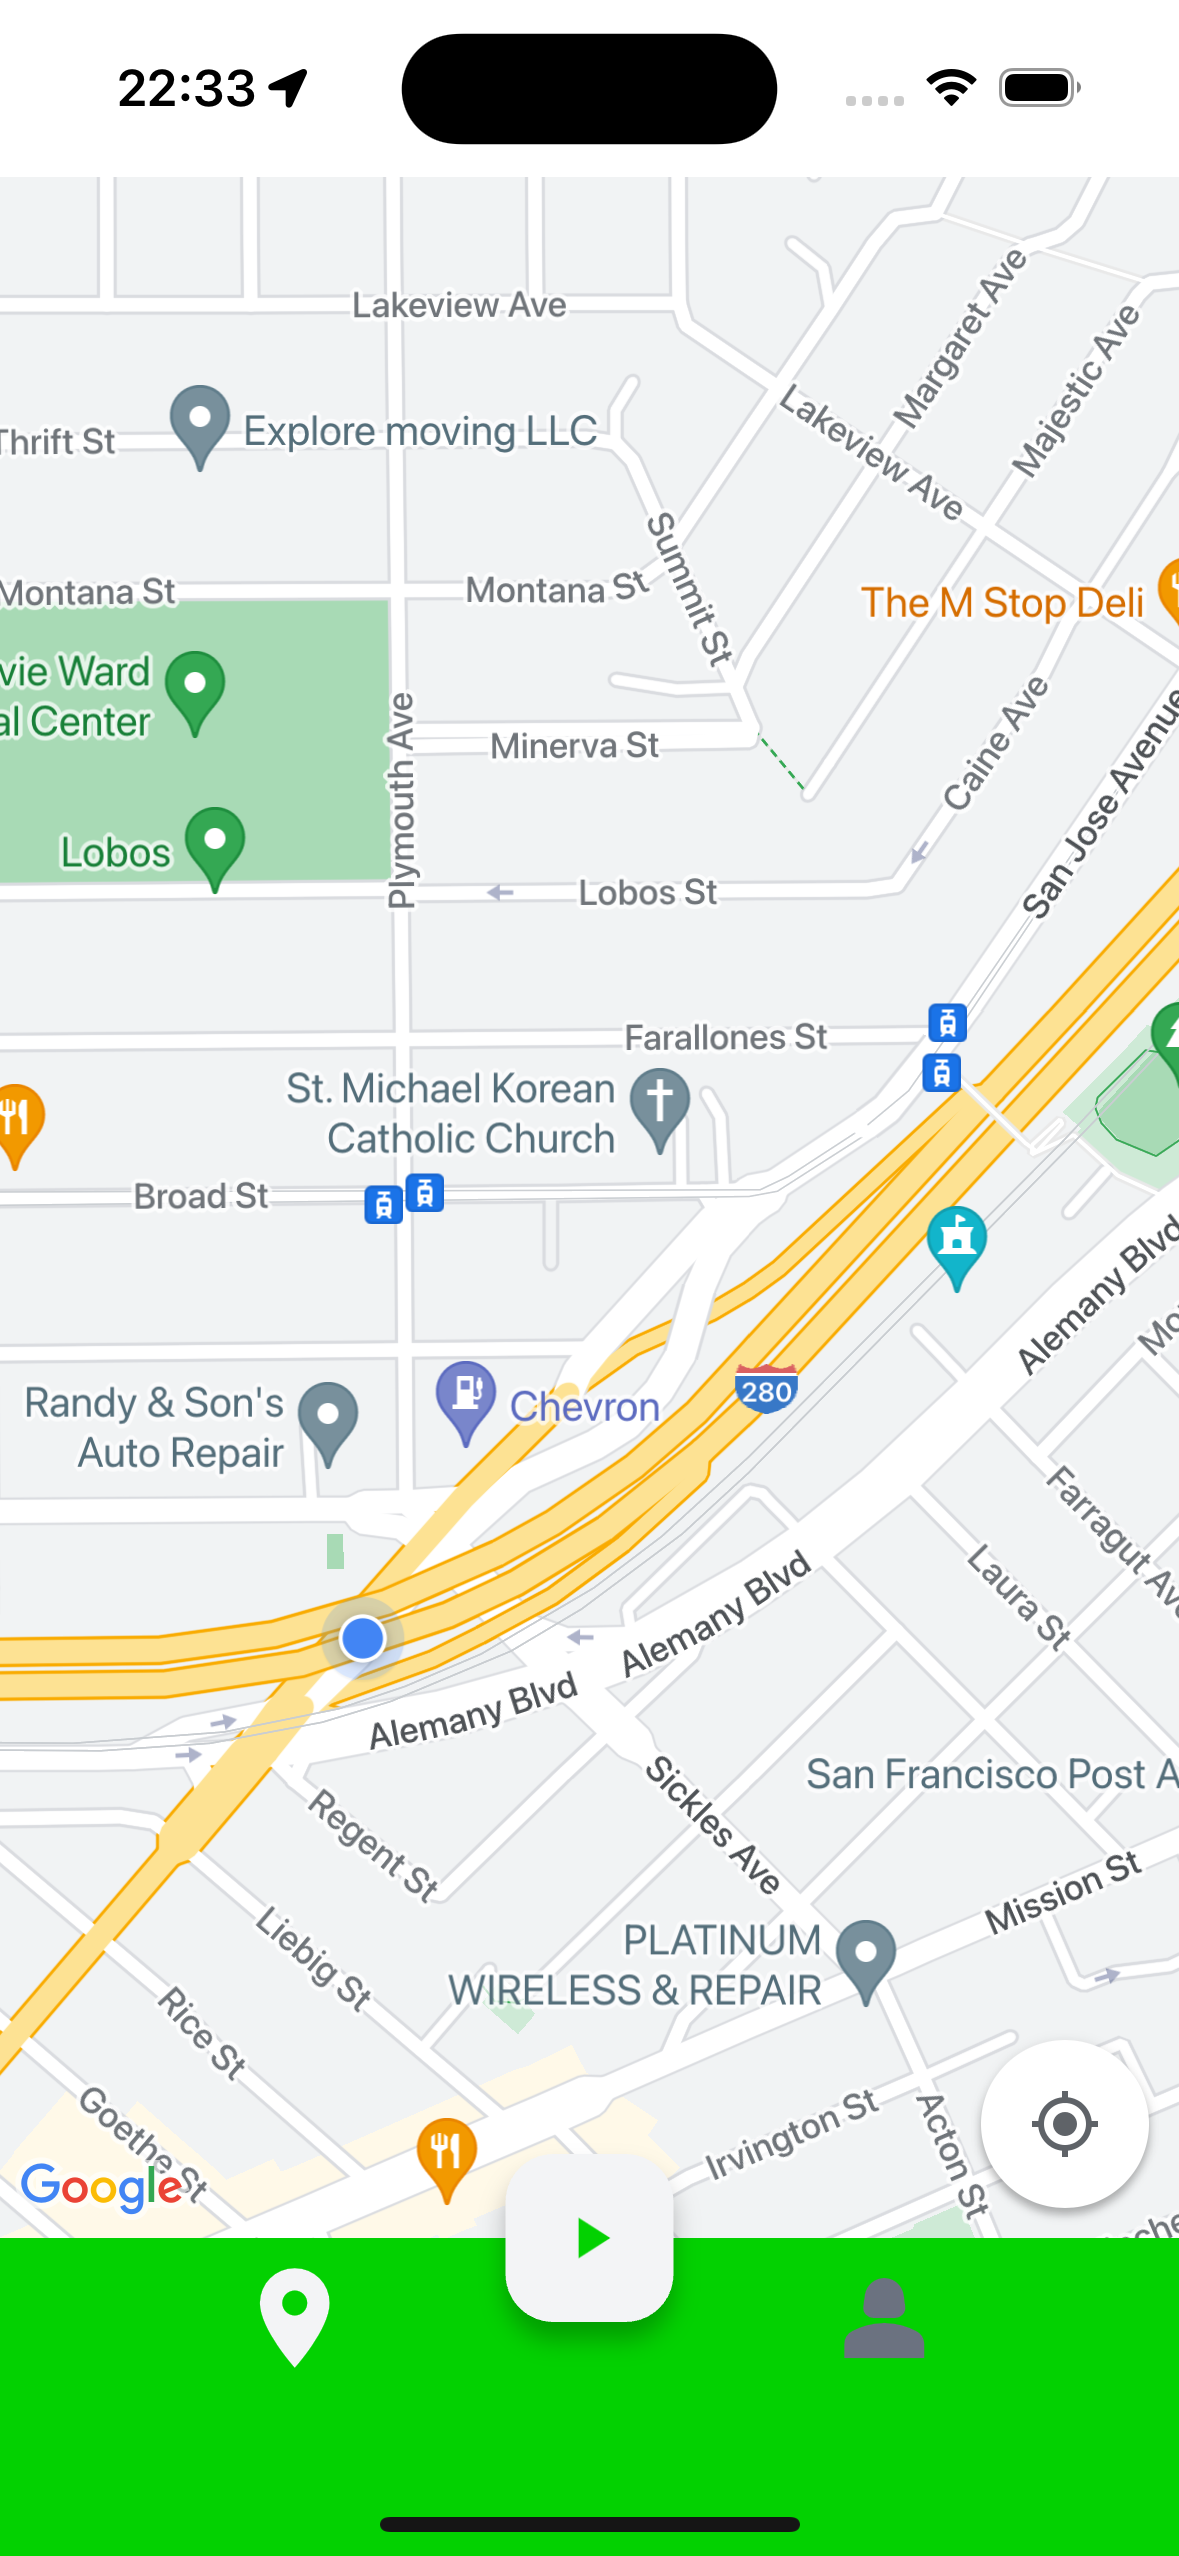 22:33
Lakeview Ave
Margaret Ave
Majestic Ave
Lakeview Ave
Thrift St
Explore moving LLC
Summit St
Montana St
Montana St
The M Stop Deli
vie Ward
al Center
Plymouth Ave
Minerva St
Caine Ave
San Jose Avenue
Lobos
Lobos St
Farallones St
St. Michael Korean
Catholic Church
Broad St
Alemany Blvd
Mo
280
Randy & Son's
Auto Repair
Chevron
Farragut Ave
Laura St
Alemany Blvd
Alemany Blvd
San Francisco Post A
Sickles Ave
Regent St
Mission St
Liebig St
PLATINUM
WIRELESS & REPAIR
Rice St
Goethe St
Irvington St
Acton St
Google